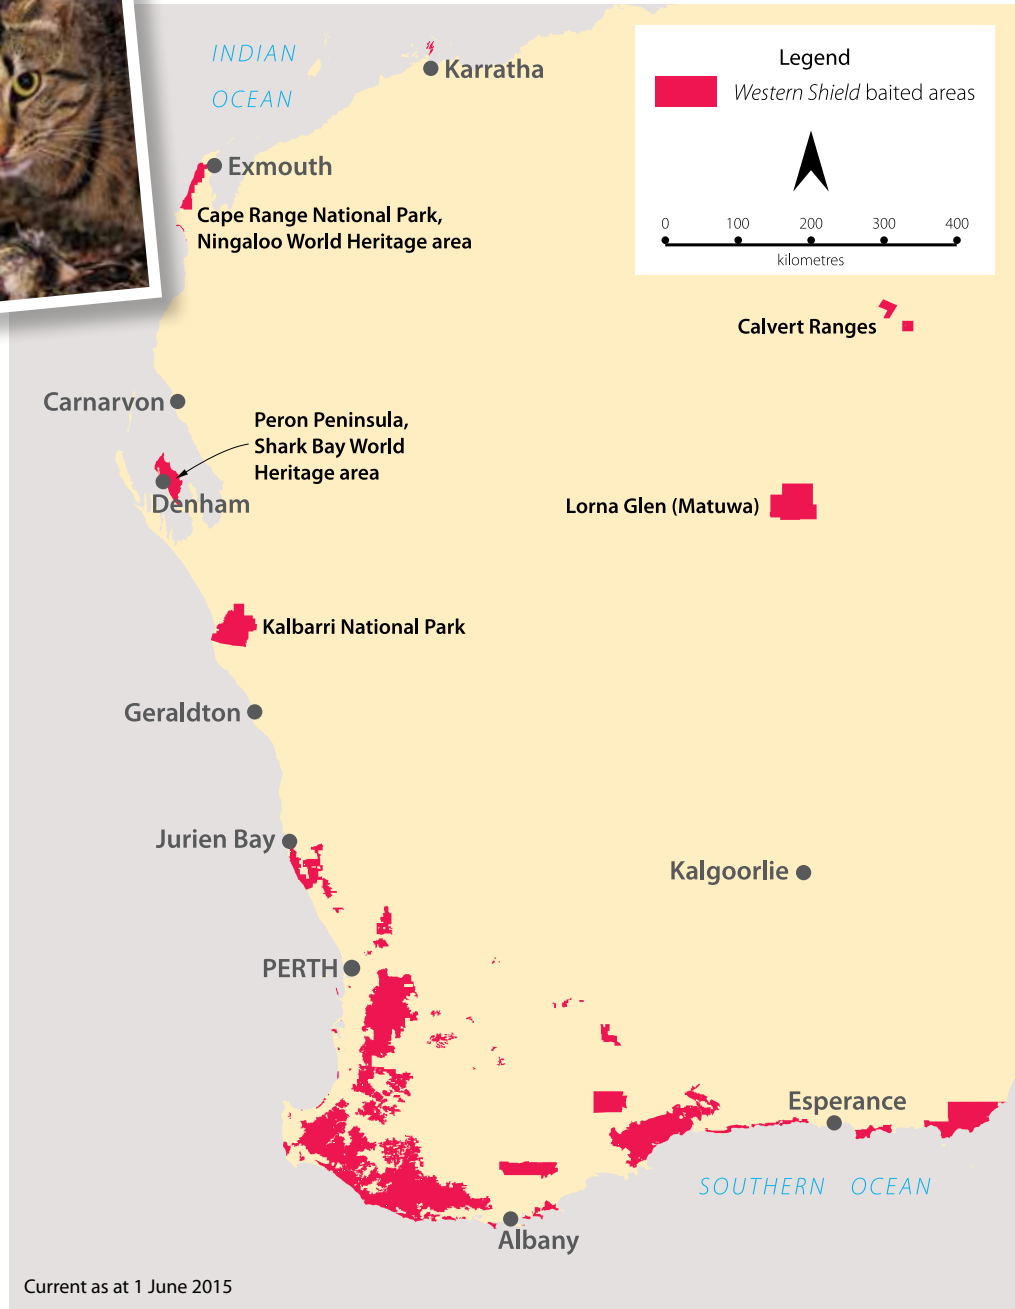 INDIAN
OCEAN
Karratha
Legend
Western Shield baited areas
0 100 200 300 400
kilometres
Exmouth
Cape Range National Park,
Ningaloo World Heritage area
Calvert Ranges
Carnarvon
Peron Peninsula,
Shark Bay World
Heritage area
Denham
Lorna Glen (Matuwa)
Kalbarri National Park
Geraldton
Jurien Bay
Kalgoorlie
PERTH
Esperance
SOUTHERN OCEAN
Albany
Current as at 1 June 2015